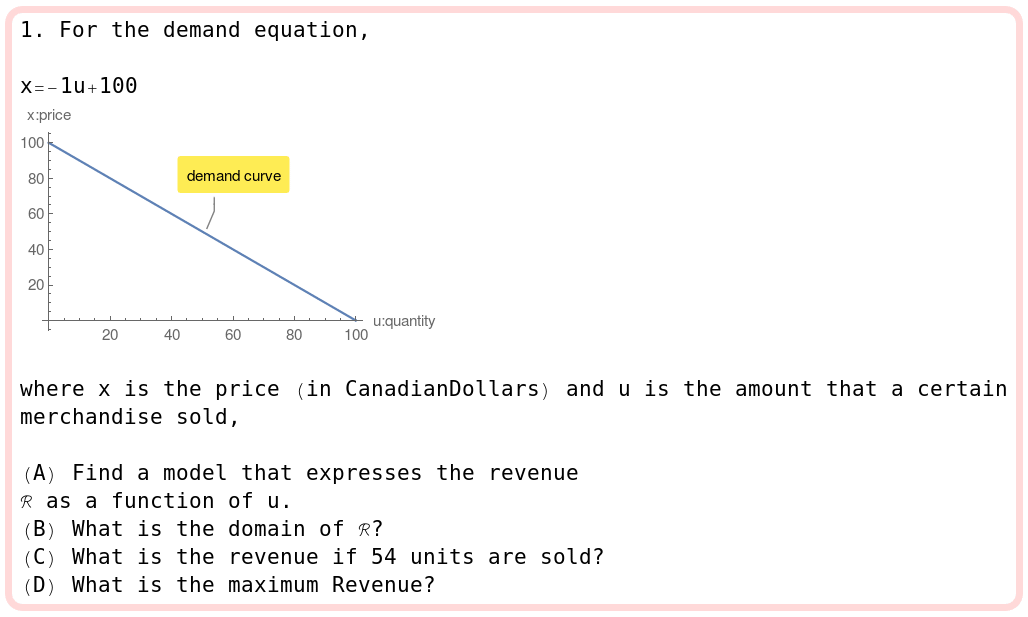 1. For the demand equation,
x=-1u+100
x:price
100
80
demand curve
60
40
20
u:quantity
20 40 60 80 100
where x is the price (in CanadianDollars) and u is the amount that a certain
merchandise sold,
(A) Find a model that expresses the revenue
ℛ as a function of u.
(B) What is the domain of ℛ?
(C) What is the revenue if 54 units are sold?
(D) What is the maximum Revenue?